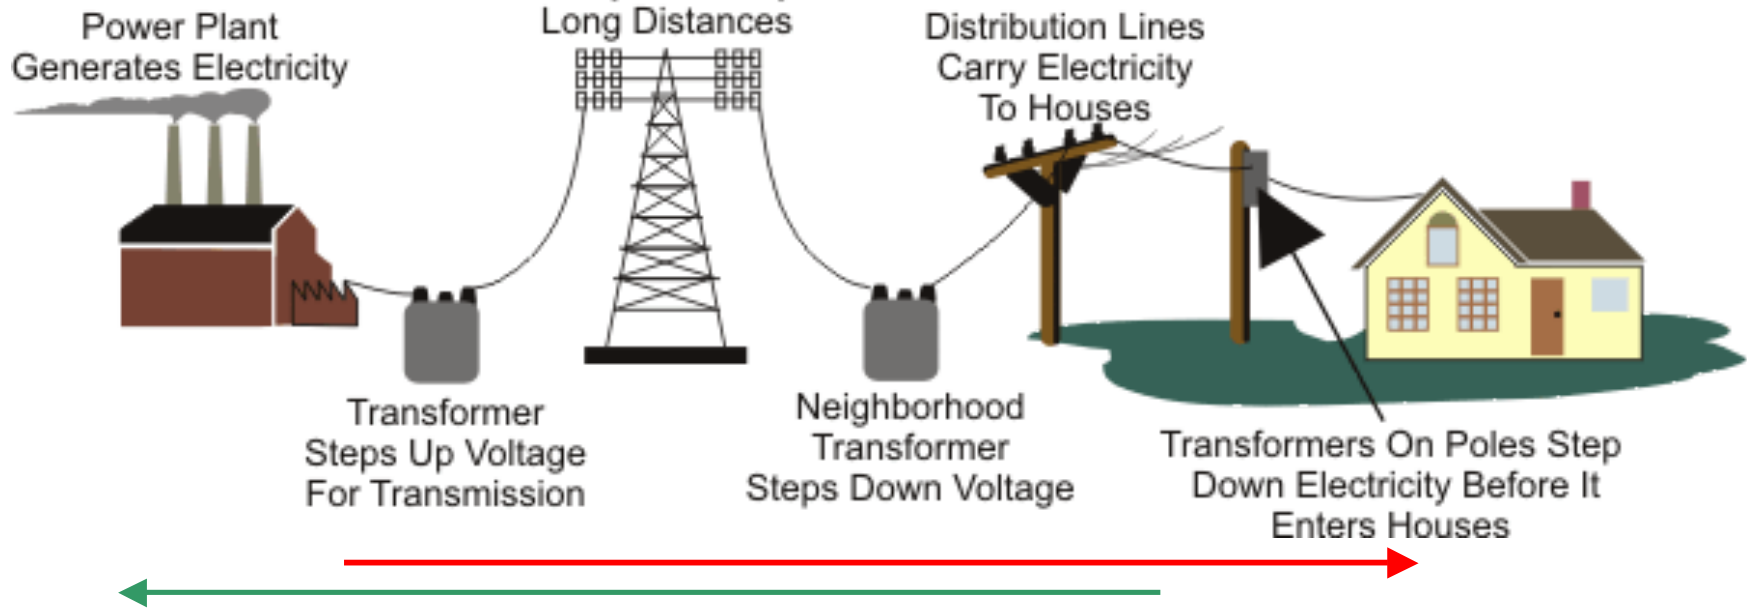 Power Plant
Generates Electricity
Long Distances
Distribution Lines
Carry Electricity
To Houses
Transformer
Steps Up Voltage
For Transmission
Neighborhood
Transformer
Steps Down Voltage
Transformers On Poles Step
Down Electricity Before It
Enters Houses